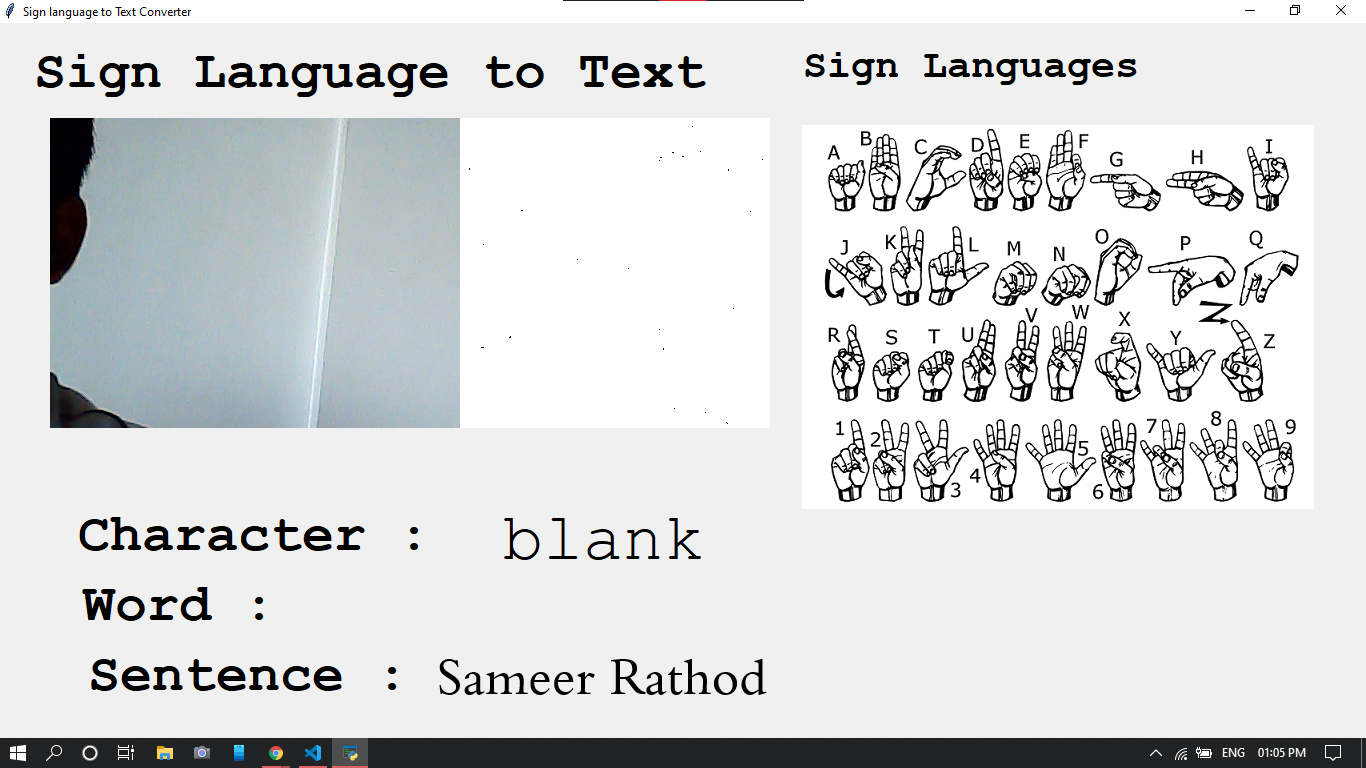 Sign language to Text Converter
Sign Language to Text
Sign Languages
A B C D E F G H I
J K L M N O P Q
R S T U V W X Y Z
1 2 3 4 5 6 7 8 9
Character : blank
Word :
Sentence : Sameer Rathod
ENG 01:05 PM